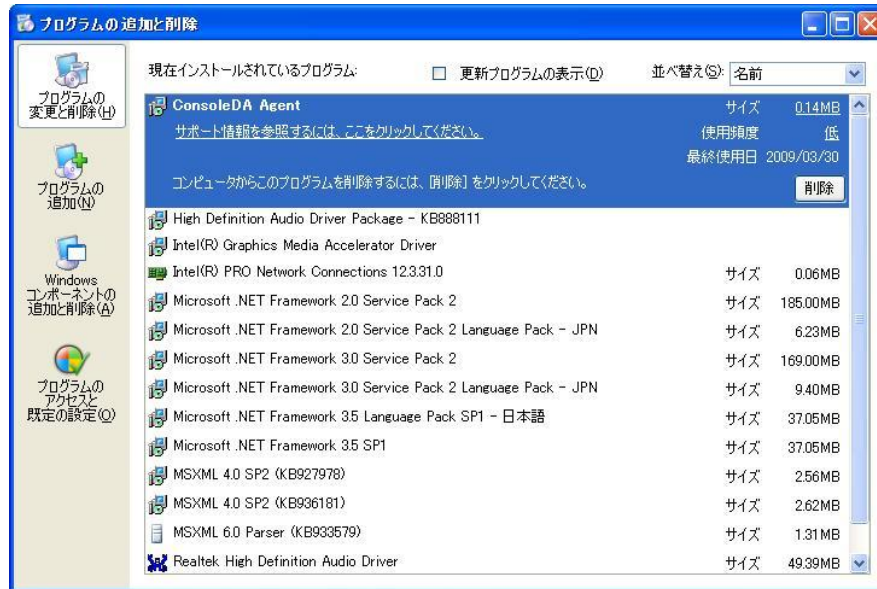 プログラムの追加と削除
プログラムの
変更と削除(H)
プログラムの
追加(N)
Windows
コンポーネントの
追加と削除(A)
プログラムの
アクセスと
既定の設定(O)
現在インストールされているプログラム: 更新プログラムの表示(D) 並べ替え(S): 名前
ConsoleDA Agent サイズ 0.14MB
サポート情報を参照するには、ここをクリックしてください。 使用頻度 低
最終使用日 2009/03/30
コンピュータからこのプログラムを削除するには、[削除] をクリックしてください。 削除
High Definition Audio Driver Package - KB888111
Intel(R) Graphics Media Accelerator Driver
Intel(R) PRO Network Connections 12.3.31.0 サイズ 0.06MB
Microsoft .NET Framework 2.0 Service Pack 2 サイズ 185.00MB
Microsoft .NET Framework 2.0 Service Pack 2 Language Pack - JPN サイズ 6.23MB
Microsoft .NET Framework 3.0 Service Pack 2 サイズ 169.00MB
Microsoft .NET Framework 3.0 Service Pack 2 Language Pack - JPN サイズ 9.40MB
Microsoft .NET Framework 3.5 Language Pack SP1 - 日本語 サイズ 37.05MB
Microsoft .NET Framework 3.5 SP1 サイズ 37.05MB
MSXML 4.0 SP2 (KB927978) サイズ 2.56MB
MSXML 4.0 SP2 (KB936181) サイズ 2.62MB
MSXML 6.0 Parser (KB933579) サイズ 1.31MB
Realtek High Definition Audio Driver サイズ 49.39MB